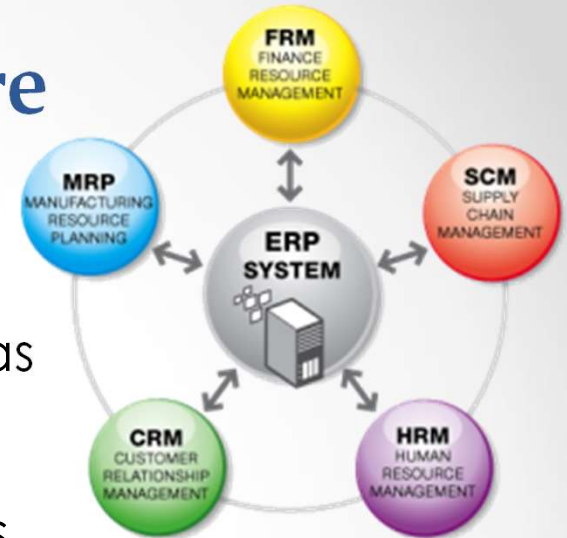 re
FRM
FINANCE
RESOURCE
MANAGEMENT
MRP
MANUFACTURING
RESOURCE
PLANNING
SCM
SUPPLY
CHAIN
MANAGEMENT
ERP
SYSTEM
as
CRM
CUSTOMER
RELATIONSHIP
MANAGEMENT
HRM
HUMAN
RESOURCE
MANAGEMENT
s